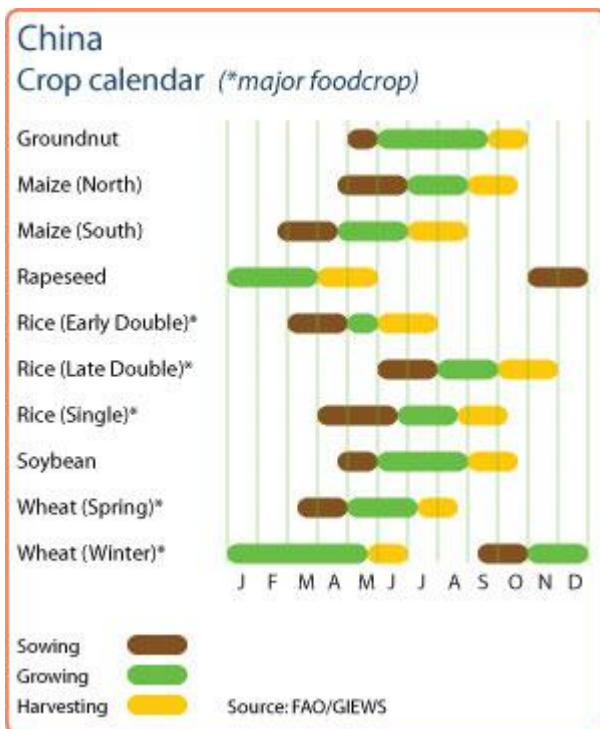 China
Crop calendar (*major foodcrop)
Groundnut
Maize (North)
Maize (South)
Rapeseed
Rice (Early Double)*
Rice (Late Double)*
Rice (Single)*
Soybean
Wheat (Spring)*
Wheat (Winter)*
J F M A M J J A S O N D
Sowing
Growing
Harvesting Source: FAO/GIEWS